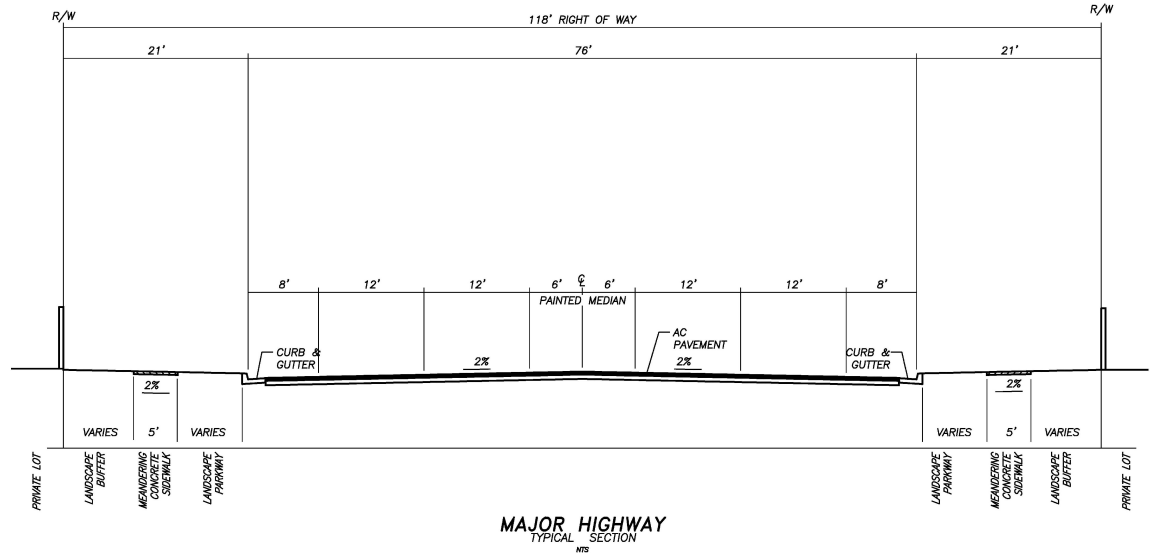 R/W
R/W
118' RIGHT OF WAY
21'
76'
21'
8'
12'
12'
6'
℄
6'
12'
12'
8'
PAINTED MEDIAN
AC
PAVEMENT
CURB &
GUTTER
2%
2%
CURB &
GUTTER
2%
2%
VARIES
5'
VARIES
VARIES
5'
VARIES
PRIVATE LOT
LANDSCAPE
BUFFER
MEANDERING
CONCRETE
SIDEWALK
LANDSCAPE
PARKWAY
LANDSCAPE
PARKWAY
MEANDERING
CONCRETE
SIDEWALK
LANDSCAPE
BUFFER
PRIVATE LOT
MAJOR HIGHWAY
TYPICAL SECTION
NTS